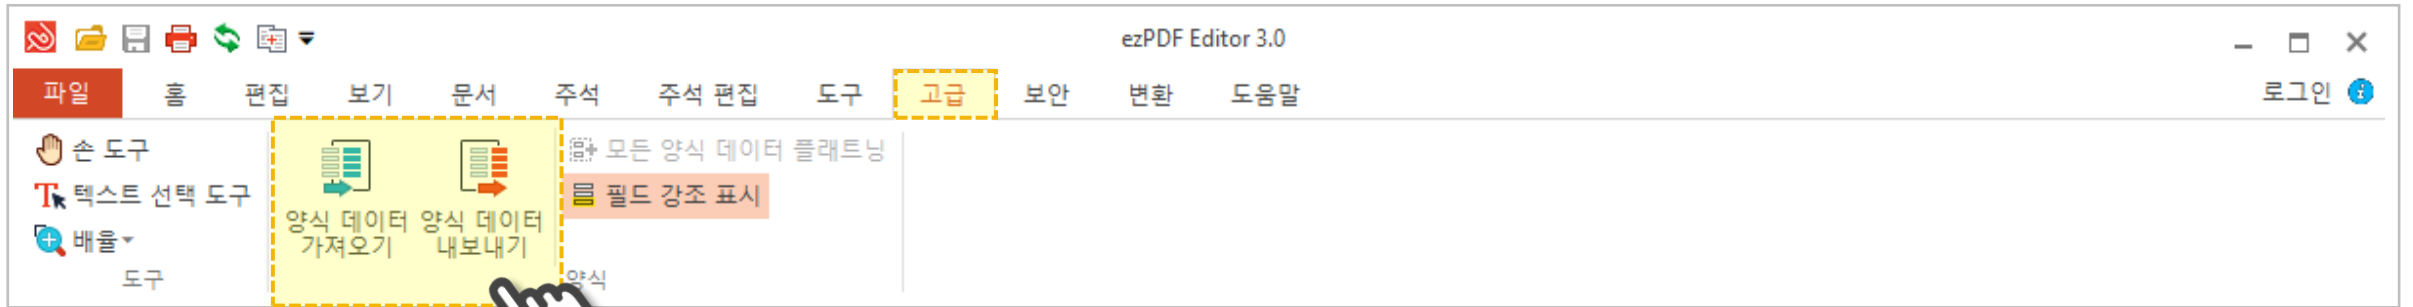 ezPDF Editor 3.0
파일 홈 편집 보기 문서 주석 주석 편집 도구 고급 보안 변환 도움말 로그인
손 도구
텍스트 선택 도구
배율
도구
양식 데이터
가져오기
양식 데이터
내보내기
모든 양식 데이터 플래트닝
필드 강조 표시
양식